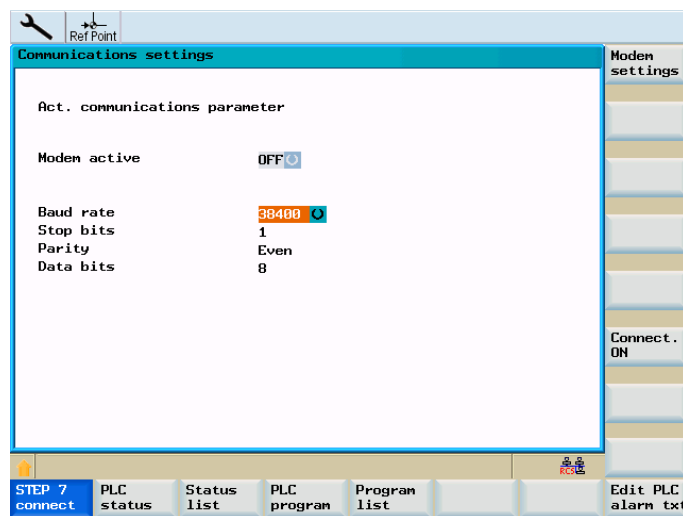 Ref Point
Communications settings
Modem
settings
Act. communications parameter
Modem active OFF
Baud rate 38400
Stop bits 1
Parity Even
Data bits 8
Connect.
ON
RCS
STEP 7
connect
PLC
status
Status
list
PLC
program
Program
list
Edit PLC
alarm txt